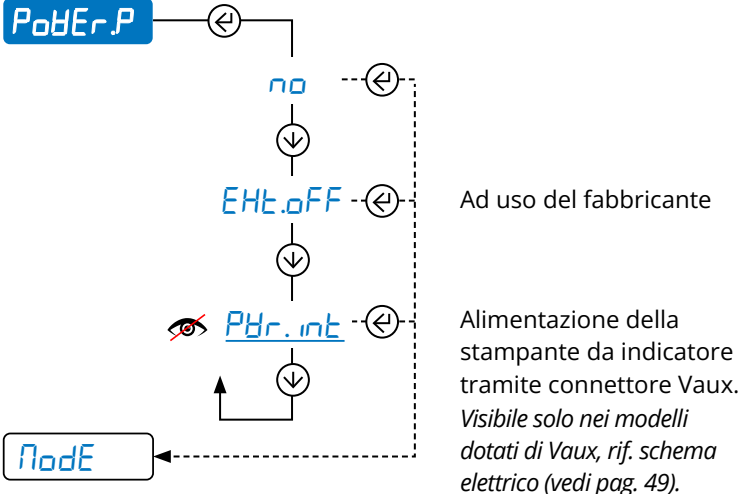 PoWEr.P
no
EHt.oFF
Ad uso del fabbricante
PWr.int
Alimentazione della
stampante da indicatore
tramite connettore Vaux.
Visibile solo nei modelli
dotati di Vaux, rif. schema
elettrico (vedi pag. 49).
ModE